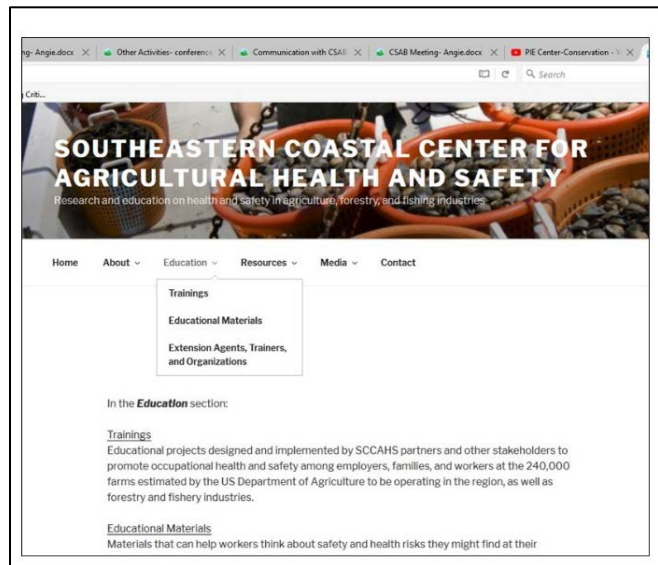 ng- Angie.docx
Other Activities- conference
Communication with CSAB
CSAB Meeting- Angie.docx
PIE Center-Conservation - Y
Search
g Criti...
SOUTHEASTERN COASTAL CENTER FOR
AGRICULTURAL HEALTH AND SAFETY
Research and education on health and safety in agriculture, forestry, and fishing industries
Home About Education Resources Media Contact
Trainings
Educational Materials
Extension Agents, Trainers,
and Organizations
In the Education section:
Trainings
Educational projects designed and implemented by SCCAHS partners and other stakeholders to
promote occupational health and safety among employers, families, and workers at the 240,000
farms estimated by the US Department of Agriculture to be operating in the region, as well as
forestry and fishery industries.
Educational Materials
Materials that can help workers think about safety and health risks they might find at their